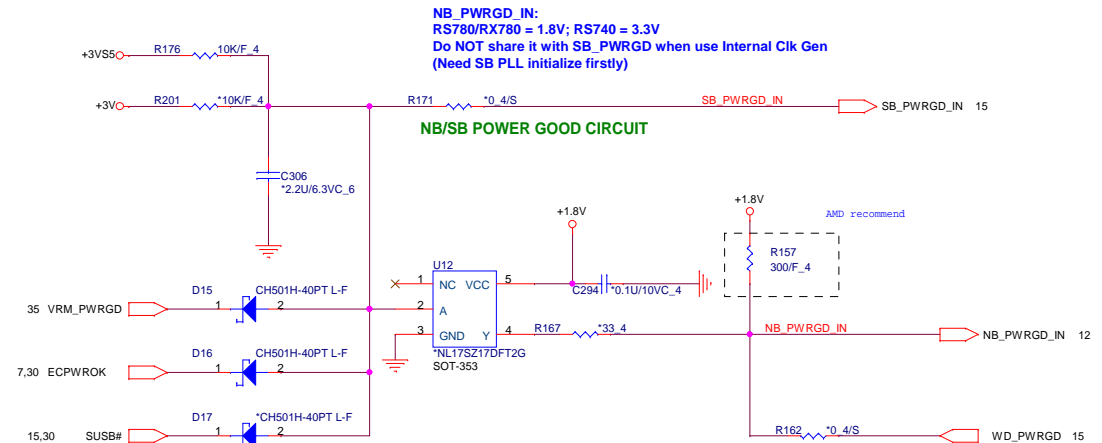 NB_PWRGD_IN:
RS780/RX780 = 1.8V; RS740 = 3.3V
Do NOT share it with SB_PWRGD when use Internal Clk Gen
(Need SB PLL initialize firstly)
+3VS5
R176
10K/F_4
+3V
R201
*10K/F_4
R171
*0_4/S
SB_PWRGD_IN
SB_PWRGD_IN 15
NB/SB POWER GOOD CIRCUIT
C306
*2.2U/6.3VC_6
+1.8V
+1.8V
AMD recommend
R157
300/F_4
U12
1
NC
VCC
5
C294
*0.1U/10VC_4
D15
CH501H-40PT L-F
35 VRM_PWRGD
1
2
2
A
3
GND
Y
4
R167
*33_4
NB_PWRGD_IN
NB_PWRGD_IN 12
*NL17SZ17DFT2G
SOT-353
D16
CH501H-40PT L-F
7,30 ECPWROK
1
2
D17
*CH501H-40PT L-F
15,30 SUSB#
1
2
R162
*0_4/S
WD_PWRGD 15